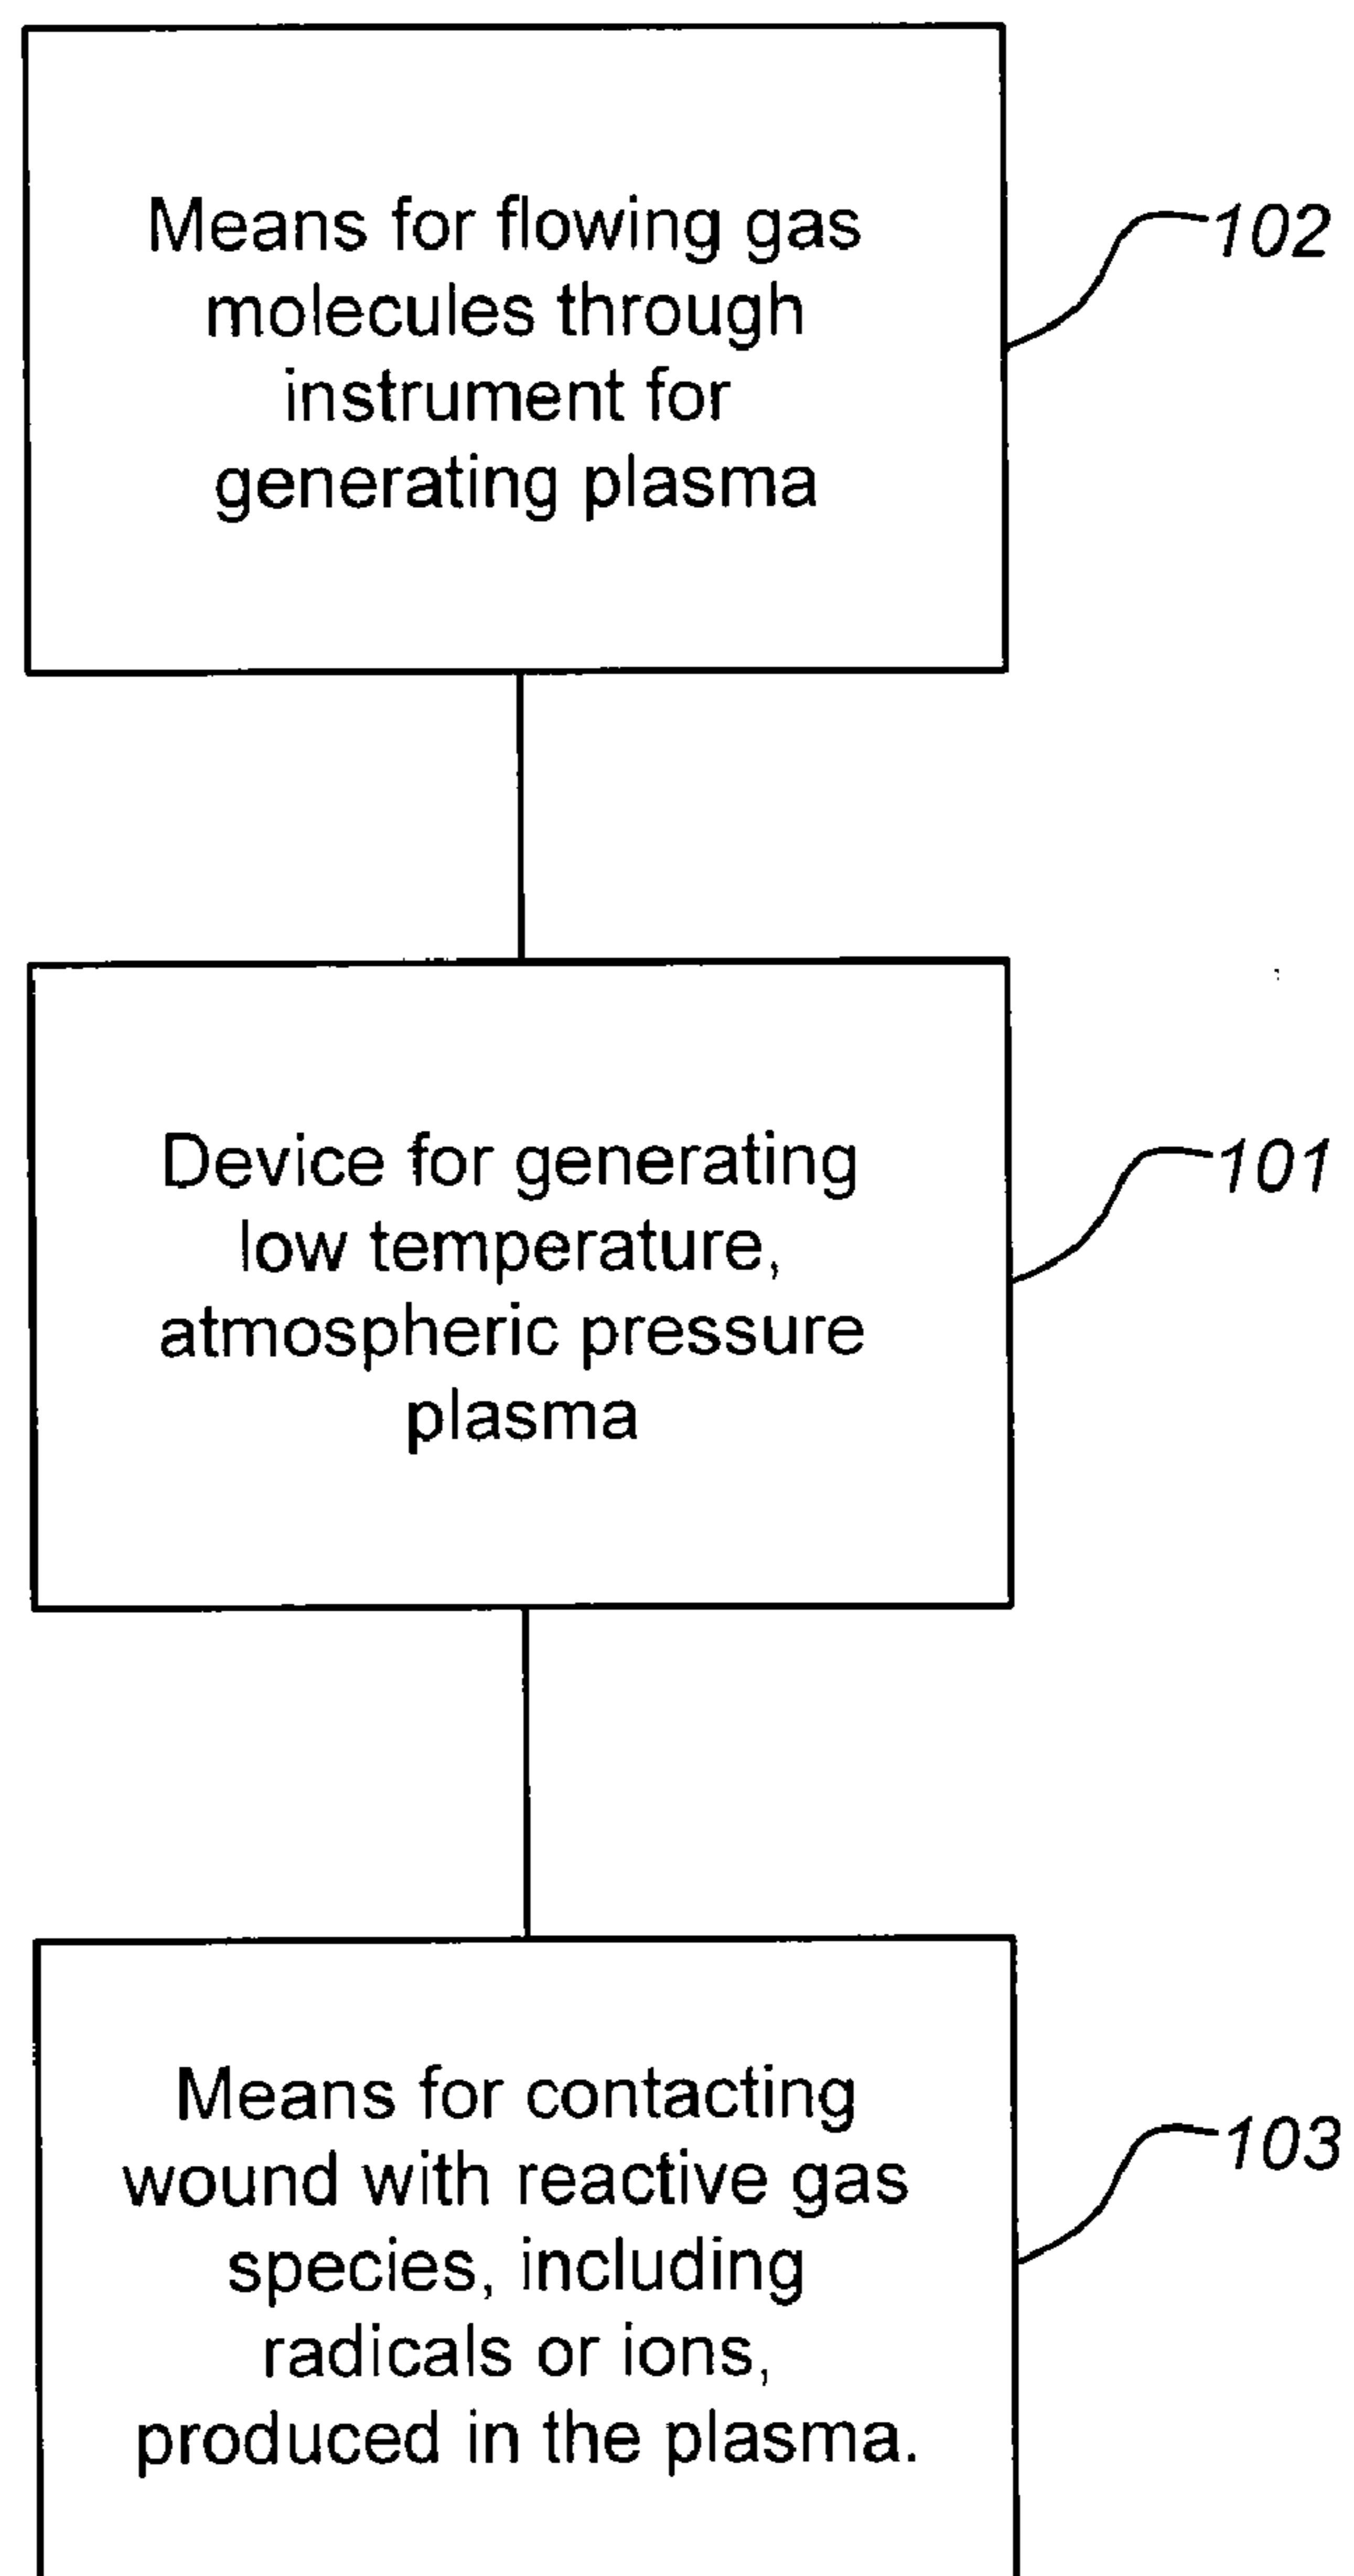 Means for flowing gas
molecules through
instrument for
generating plasma
102
Device for generating
low temperature,
atmospheric pressure
plasma
101
Means for contacting
wound with reactive gas
species, including
radicals or ions,
produced in the plasma.
103